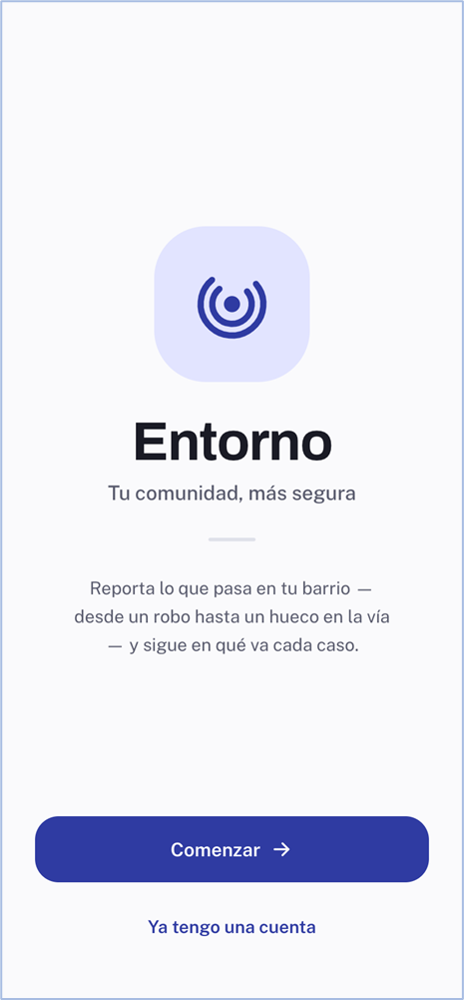 Entorno
Tu comunidad, más segura
Reporta lo que pasa en tu barrio —
desde un robo hasta un hueco en la vía
— y sigue en qué va cada caso.
Comenzar →
Ya tengo una cuenta